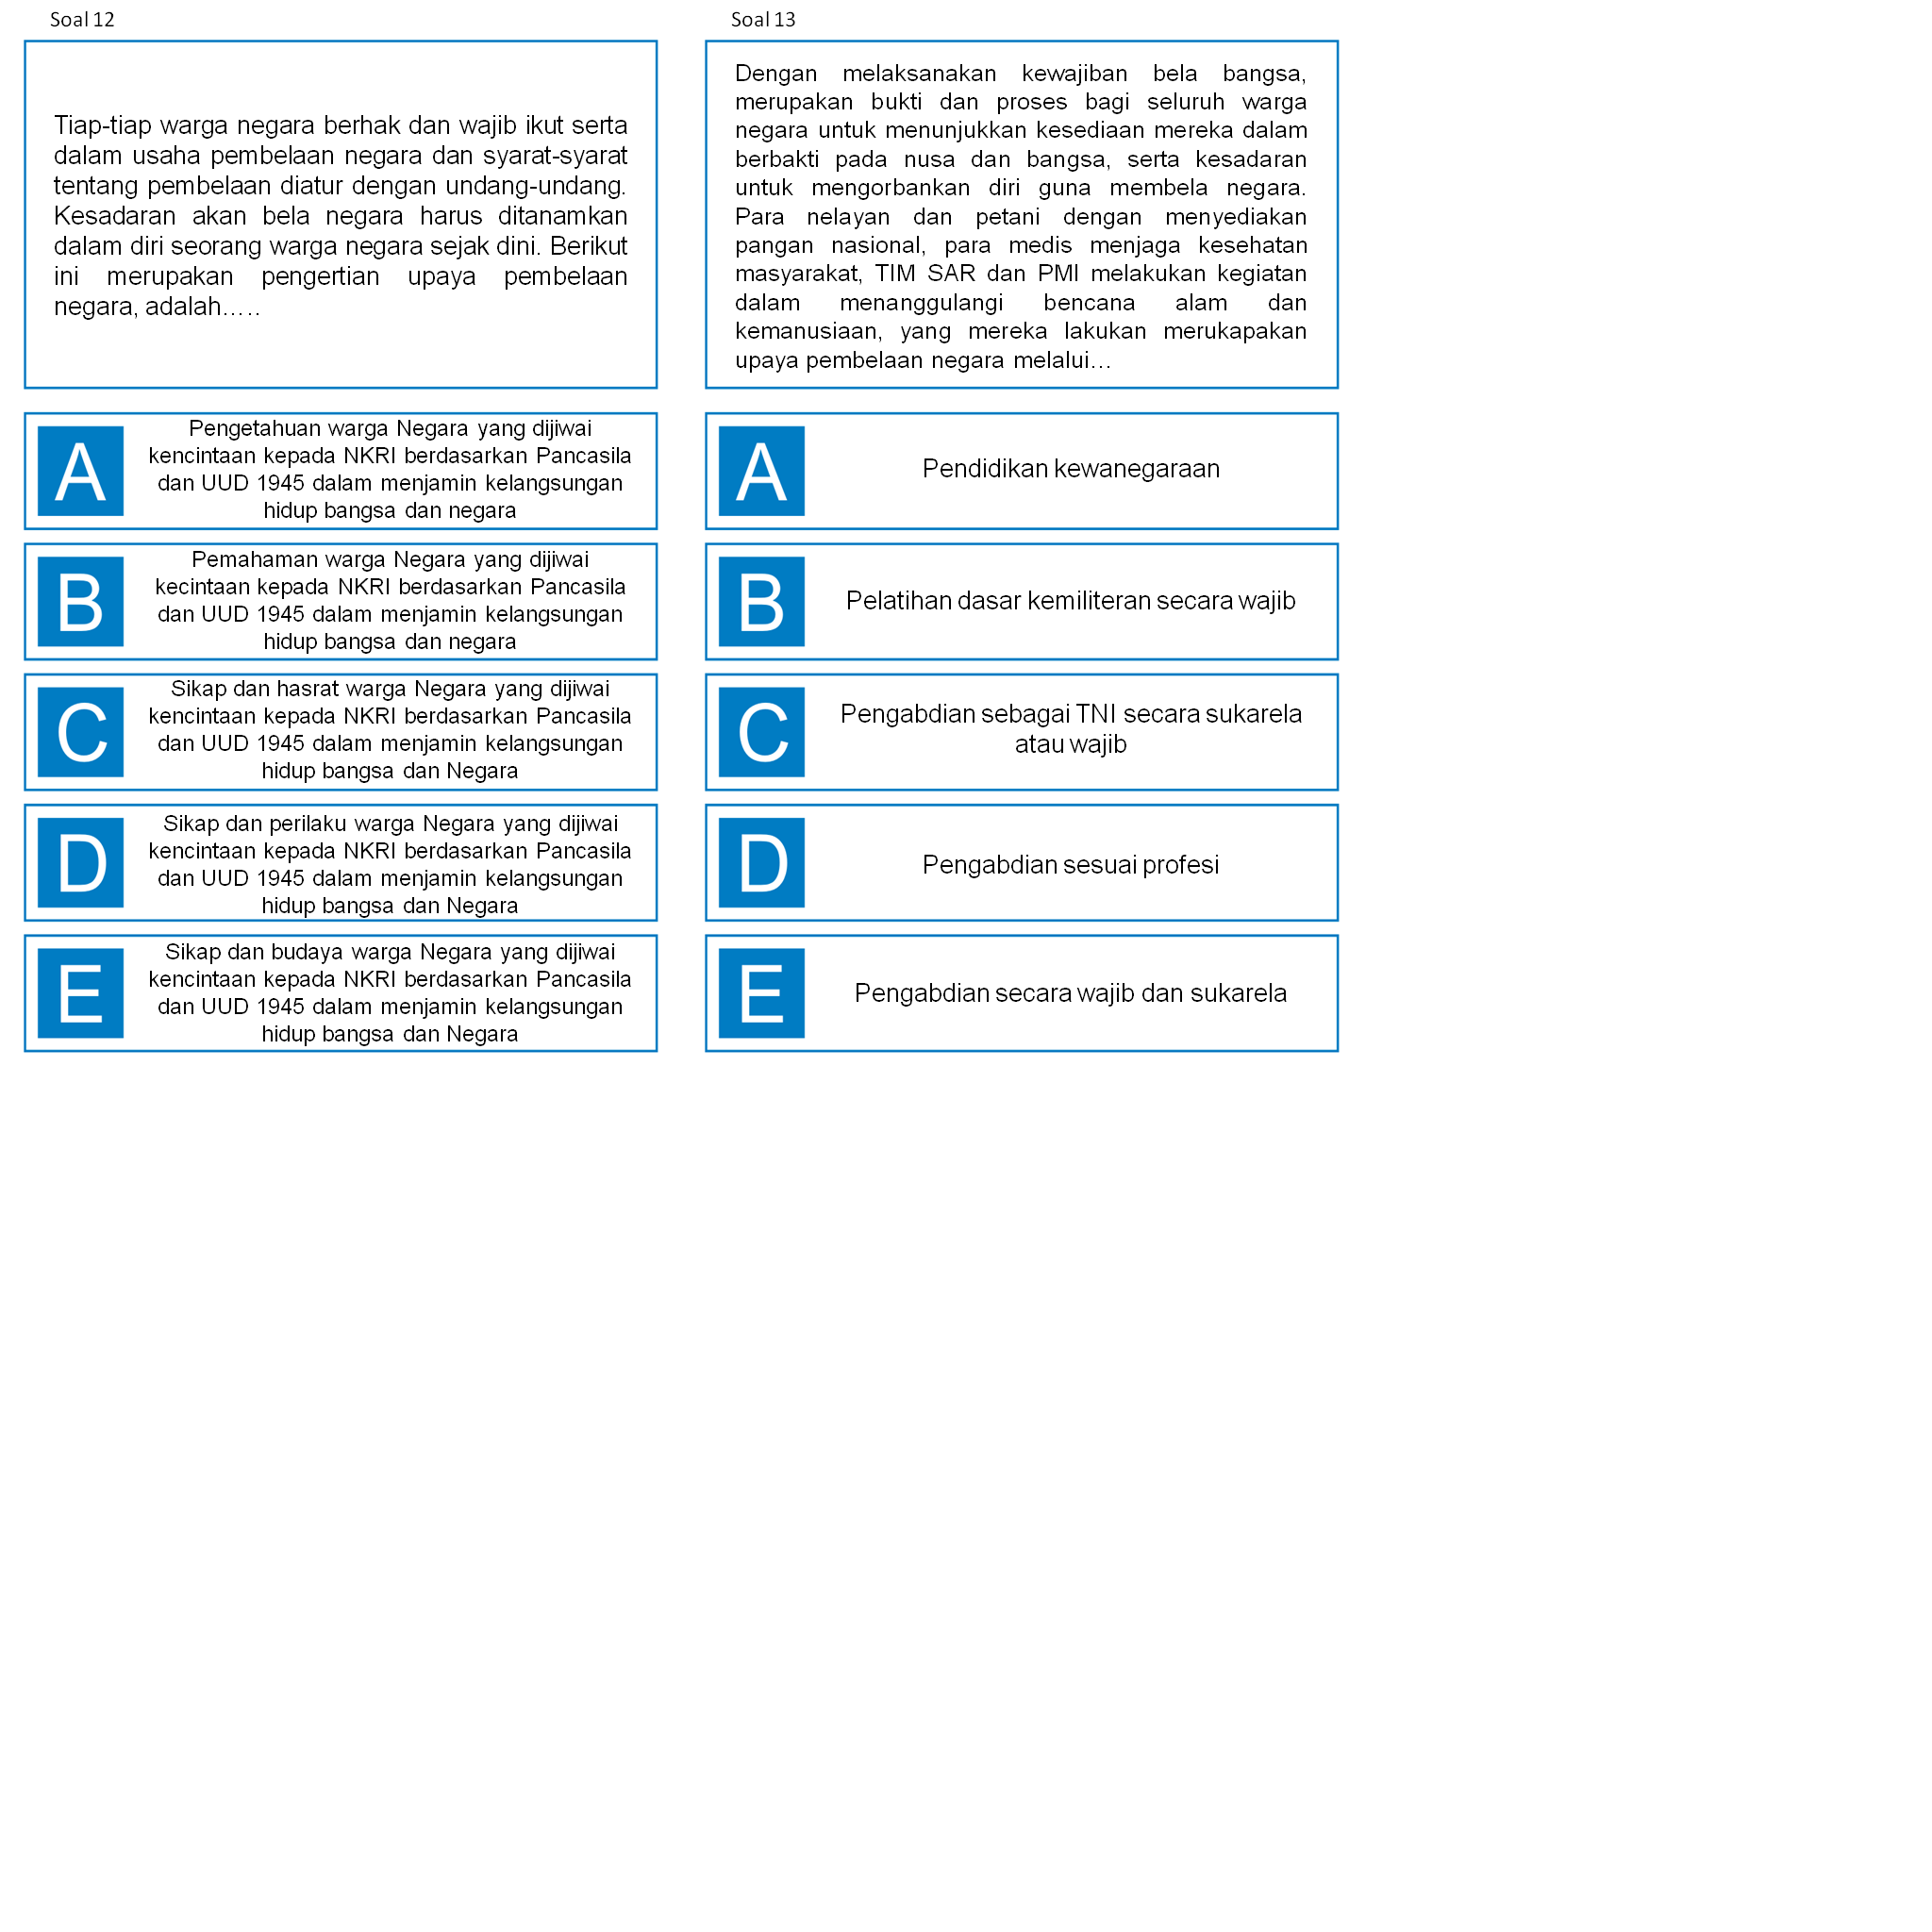 Soal 12
Tiap-tiap warga negara berhak dan wajib ikut serta
dalam usaha pembelaan negara dan syarat-syarat
tentang pembelaan diatur dengan undang-undang.
Kesadaran akan bela negara harus ditanamkan
dalam diri seorang warga negara sejak dini. Berikut
ini merupakan pengertian upaya pembelaan
negara, adalah…..
A
Pengetahuan warga Negara yang dijiwai
kencintaan kepada NKRI berdasarkan Pancasila
dan UUD 1945 dalam menjamin kelangsungan
hidup bangsa dan negara
B
Pemahaman warga Negara yang dijiwai
kecintaan kepada NKRI berdasarkan Pancasila
dan UUD 1945 dalam menjamin kelangsungan
hidup bangsa dan negara
C
Sikap dan hasrat warga Negara yang dijiwai
kencintaan kepada NKRI berdasarkan Pancasila
dan UUD 1945 dalam menjamin kelangsungan
hidup bangsa dan Negara
D
Sikap dan perilaku warga Negara yang dijiwai
kencintaan kepada NKRI berdasarkan Pancasila
dan UUD 1945 dalam menjamin kelangsungan
hidup bangsa dan Negara
E
Sikap dan budaya warga Negara yang dijiwai
kencintaan kepada NKRI berdasarkan Pancasila
dan UUD 1945 dalam menjamin kelangsungan
hidup bangsa dan Negara
Soal 13
Dengan melaksanakan kewajiban bela bangsa,
merupakan bukti dan proses bagi seluruh warga
negara untuk menunjukkan kesediaan mereka dalam
berbakti pada nusa dan bangsa, serta kesadaran
untuk mengorbankan diri guna membela negara.
Para nelayan dan petani dengan menyediakan
pangan nasional, para medis menjaga kesehatan
masyarakat, TIM SAR dan PMI melakukan kegiatan
dalam menanggulangi bencana alam dan
kemanusiaan, yang mereka lakukan merukapakan
upaya pembelaan negara melalui…
A
Pendidikan kewanegaraan
B
Pelatihan dasar kemiliteran secara wajib
C
Pengabdian sebagai TNI secara sukarela
atau wajib
D
Pengabdian sesuai profesi
E
Pengabdian secara wajib dan sukarela